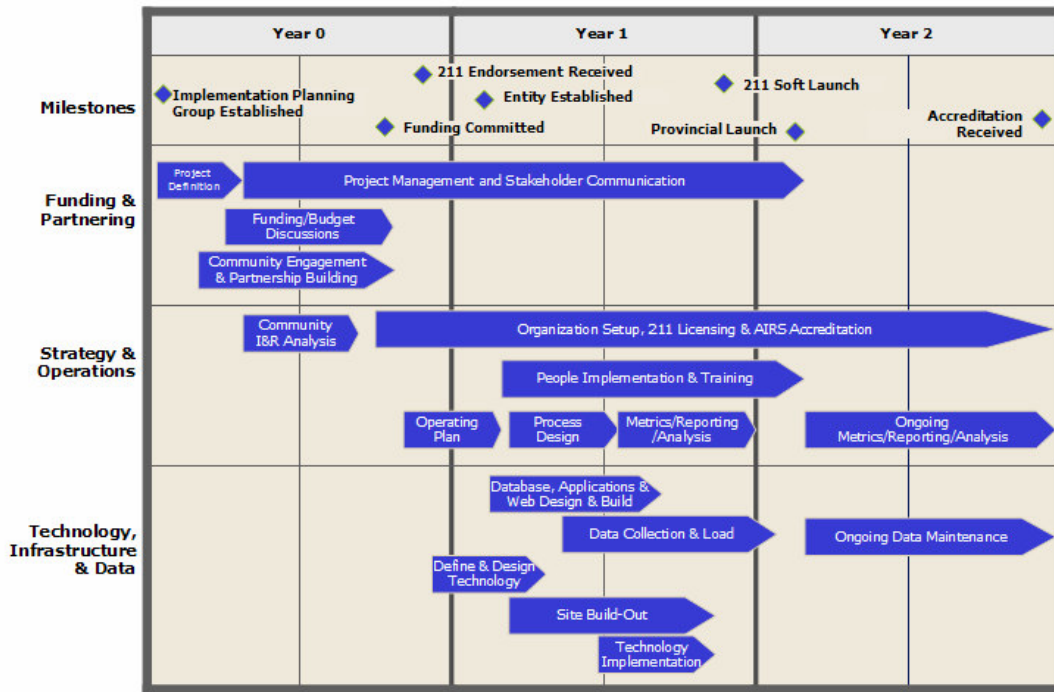 Year 0
Year 1
Year 2
Milestones
Implementation Planning
Group Established
211 Endorsement Received
Funding Committed
Entity Established
211 Soft Launch
Provincial Launch
Accreditation
Received
Funding &
Partnering
Project
Definition
Project Management and Stakeholder Communication
Funding/Budget
Discussions
Community Engagement
& Partnership Building
Strategy &
Operations
Community
I&R Analysis
Organization Setup, 211 Licensing & AIRS Accreditation
People Implementation & Training
Operating
Plan
Process
Design
Metrics/Reporting
/Analysis
Ongoing
Metrics/Reporting/Analysis
Technology,
Infrastructure
& Data
Database, Applications &
Web Design & Build
Data Collection & Load
Ongoing Data Maintenance
Define & Design
Technology
Site Build-Out
Technology
Implementation